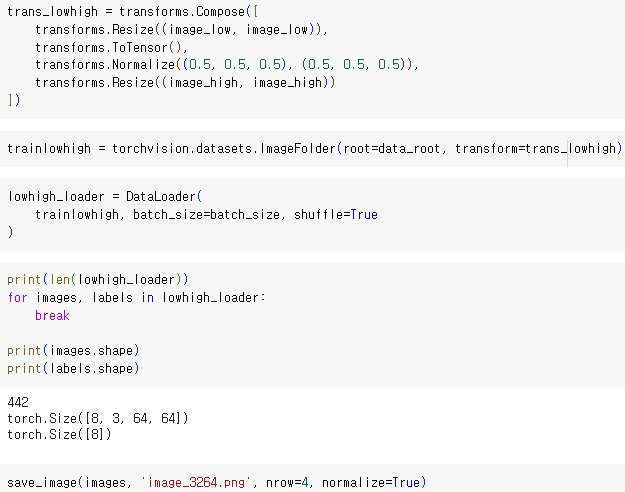 trans_lowhigh = transforms.Compose([
    transforms.Resize((image_low, image_low)),
    transforms.ToTensor(),
    transforms.Normalize((0.5, 0.5, 0.5), (0.5, 0.5, 0.5)),
    transforms.Resize((image_high, image_high))
])
trainlowhigh = torchvision.datasets.ImageFolder(root=data_root, transform=trans_lowhigh)
lowhigh_loader = DataLoader(
    trainlowhigh, batch_size=batch_size, shuffle=True
)
print(len(lowhigh_loader))
for images, labels in lowhigh_loader:
    break
print(images.shape)
print(labels.shape)
442
torch.Size([8, 3, 64, 64])
torch.Size([8])
save_image(images, 'image_3264.png', nrow=4, normalize=True)